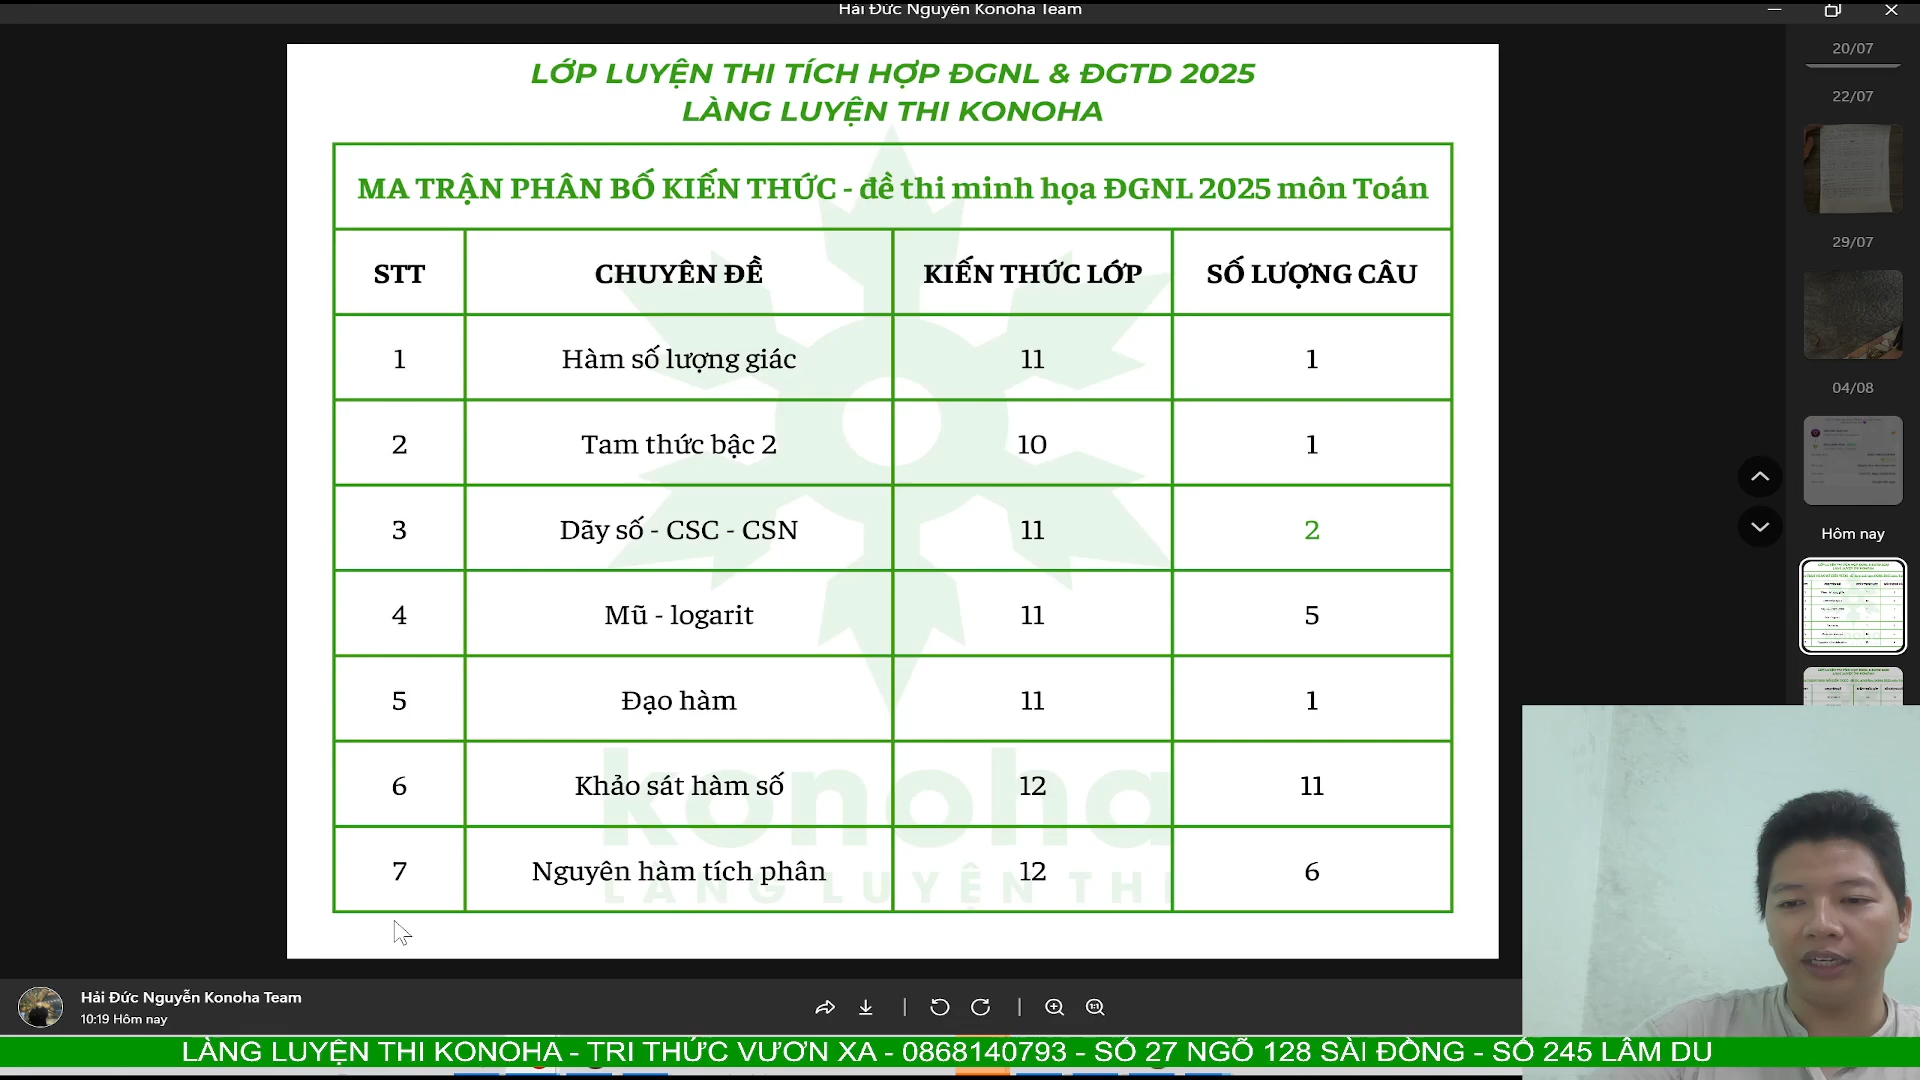 Hải Đức Nguyễn Konoha Team
20/07
22/07
29/07
04/08
Hôm nay
LỚP LUYỆN THI TÍCH HỢP ĐGNL & ĐGTD 2025
LÀNG LUYỆN THI KONOHA
MA TRẬN PHÂN BỐ KIẾN THỨC - đề thi minh họa ĐGNL 2025 môn Toán
STT CHUYÊN ĐỀ KIẾN THỨC LỚP SỐ LƯỢNG CÂU
1 Hàm số lượng giác 11 1
2 Tam thức bậc 2 10 1
3 Dãy số - CSC - CSN 11 2
4 Mũ - logarit 11 5
5 Đạo hàm 11 1
6 Khảo sát hàm số 12 11
7 Nguyên hàm tích phân 12 6
konoha
LÀNG LUYỆN THI
Hải Đức Nguyễn Konoha Team
10:19 Hôm nay
LÀNG LUYỆN THI KONOHA - TRI THỨC VƯƠN XA - 0868140793 - SỐ 27 NGÕ 128 SÀI ĐỒNG - SỐ 245 LÂM DU